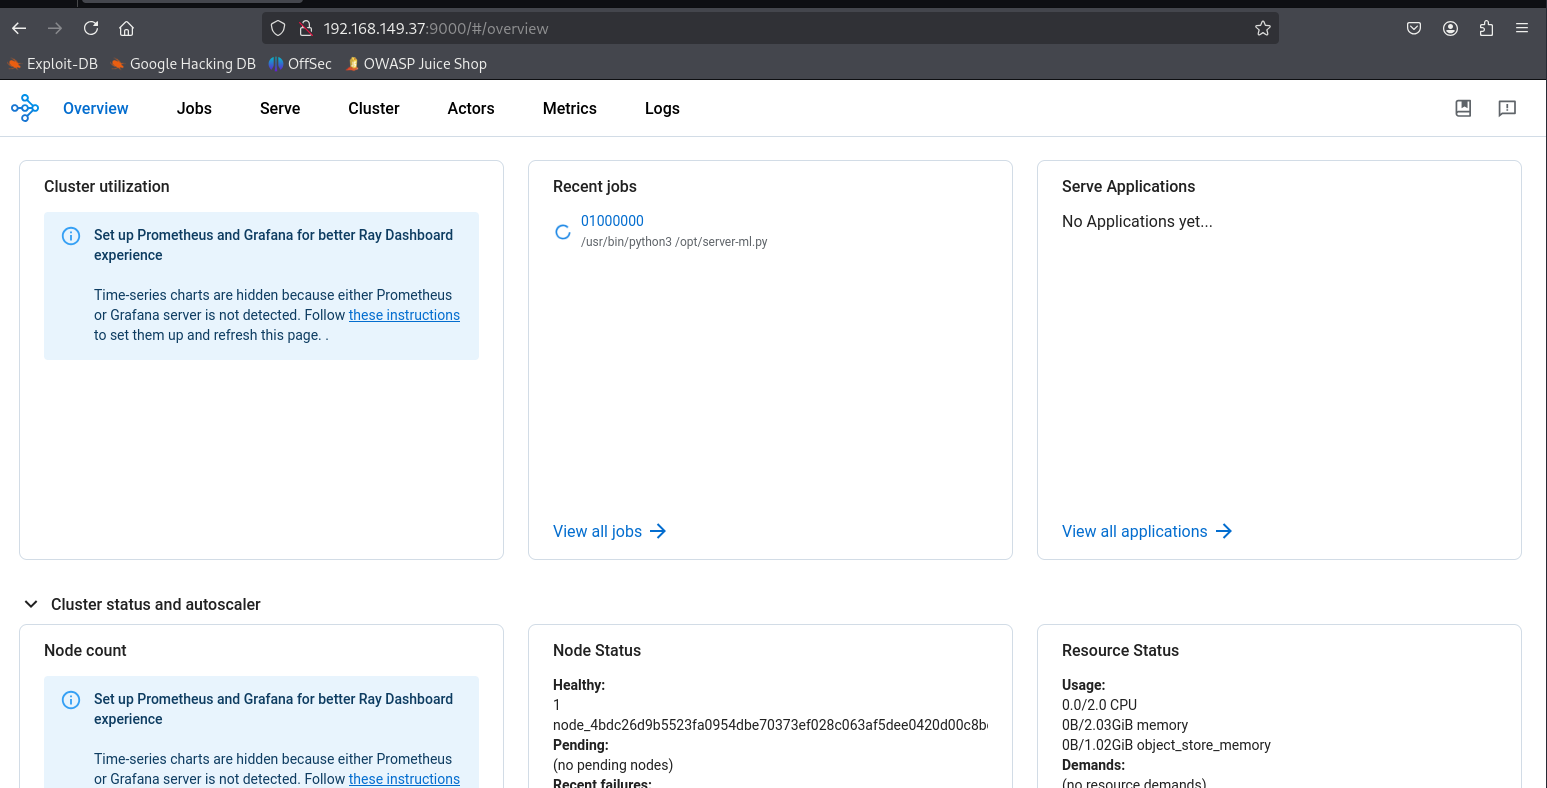 192.168.149.37:9000/#/overview
Exploit-DB Google Hacking DB OffSec OWASP Juice Shop
Overview Jobs Serve Cluster Actors Metrics Logs
Cluster utilization
Set up Prometheus and Grafana for better Ray Dashboard
experience
Time-series charts are hidden because either Prometheus
or Grafana server is not detected. Follow these instructions
to set them up and refresh this page. .
Recent jobs
01000000
/usr/bin/python3 /opt/server-ml.py
View all jobs
Serve Applications
No Applications yet...
View all applications
Cluster status and autoscaler
Node count
Set up Prometheus and Grafana for better Ray Dashboard
experience
Time-series charts are hidden because either Prometheus
or Grafana server is not detected. Follow these instructions
Node Status
Healthy:
1
node_4bdc26d9b5523fa0954dbe70373ef028c063af5dee0420d00c8b
Pending:
(no pending nodes)
Recent failures:
Resource Status
Usage:
0.0/2.0 CPU
0B/2.03GiB memory
0B/1.02GiB object_store_memory
Demands:
(no resource demands)